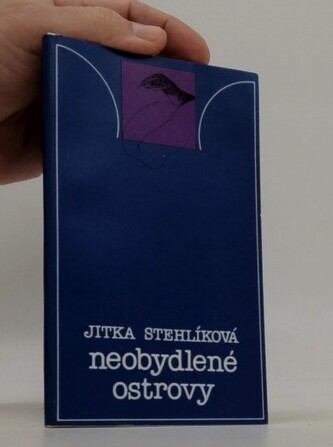 JITKA STEHLÍKOVÁ
neobydlené
ostrovy